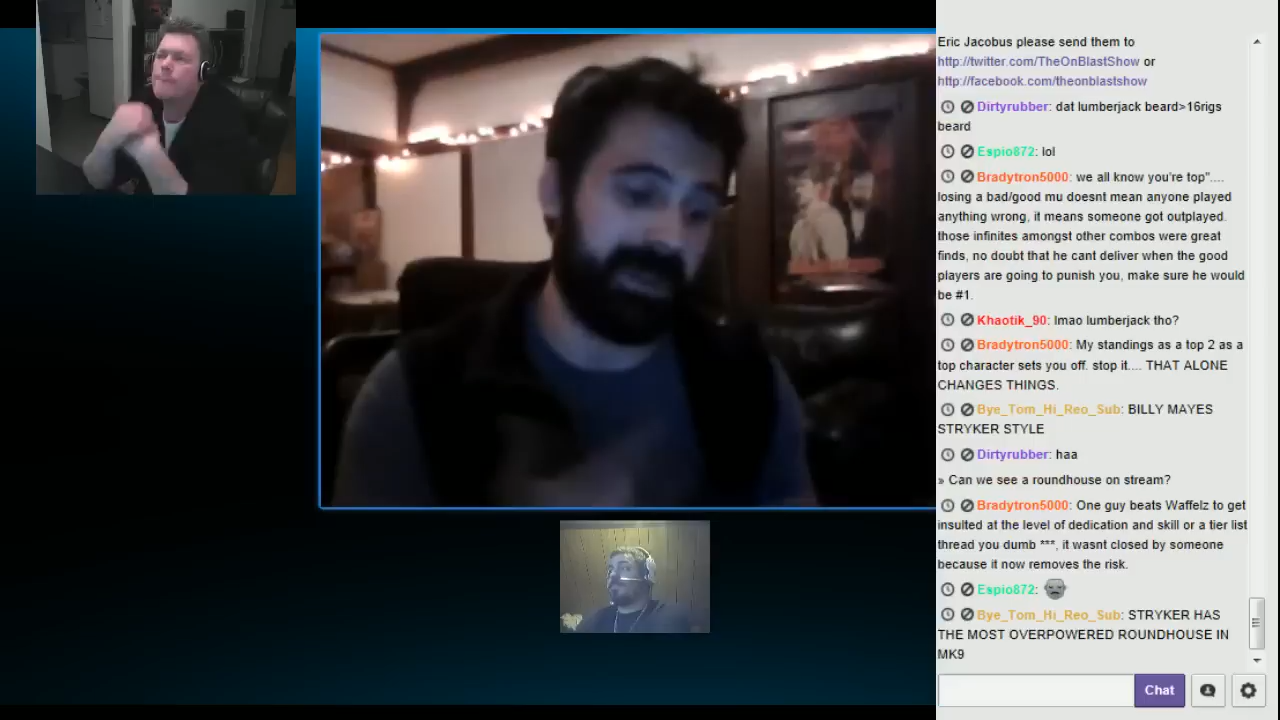 Eric Jacobus please send them to
http://twitter.com/TheOnBlastShow or
http://facebook.com/theonblastshow
Dirtyrubber: dat lumberjack beard>16rigs
beard
Espio872: lol
Bradytron5000: we all know you're top"....
losing a bad/good mu doesnt mean anyone played
anything wrong, it means someone got outplayed.
those infinites amongst other combos were great
finds, no doubt that he cant deliver when the good
players are going to punish you, make sure he would
be #1.
Khaotik_90: lmao lumberjack tho?
Bradytron5000: My standings as a top 2 as a
top character sets you off. stop it.... THAT ALONE
CHANGES THINGS.
Bye_Tom_Hi_Reo_Sub: BILLY MAYES
STRYKER STYLE
Dirtyrubber: haa
» Can we see a roundhouse on stream?
Bradytron5000: One guy beats Waffelz to get
insulted at the level of dedication and skill or a tier list
thread you dumb ***, it wasnt closed by someone
because it now removes the risk.
Espio872:
Bye_Tom_Hi_Reo_Sub: STRYKER HAS
THE MOST OVERPOWERED ROUNDHOUSE IN
MK9
Chat